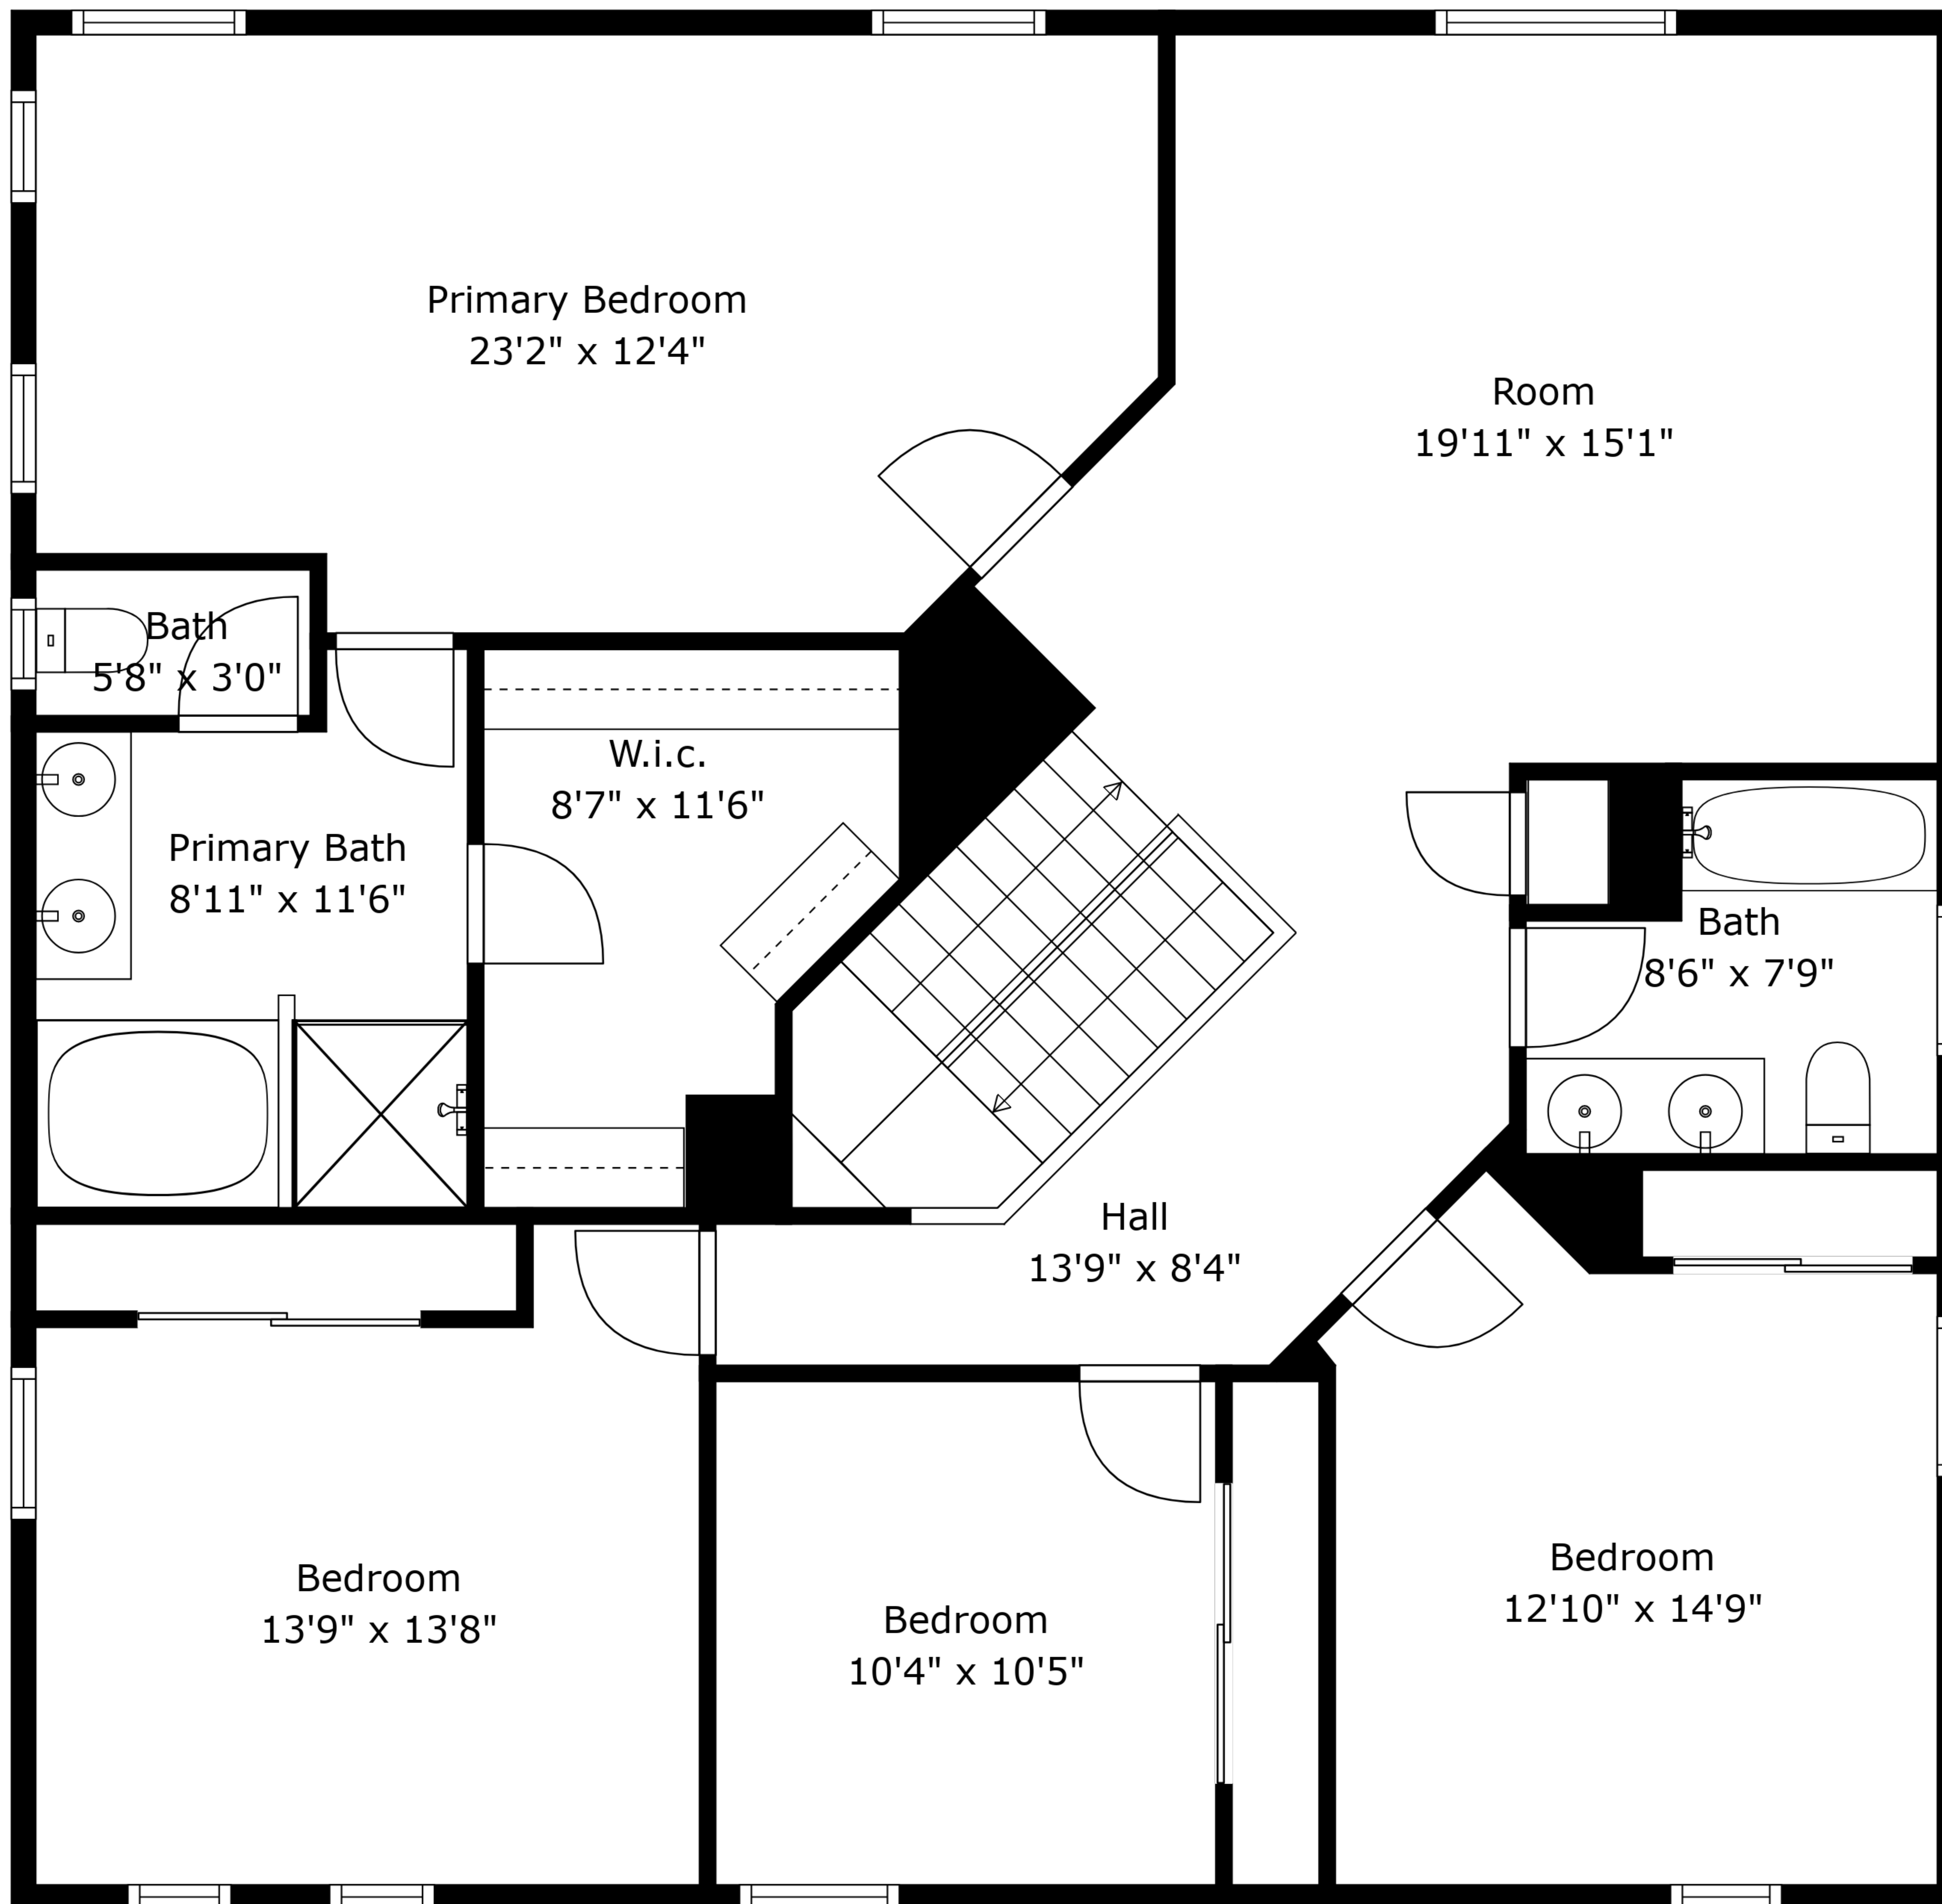 Primary Bedroom
23'2" x 12'4"
Room
19'11" x 15'1"
Bath
5'8" x 3'0"
W.i.c.
8'7" x 11'6"
Primary Bath
8'11" x 11'6"
Bath
8'6" x 7'9"
Hall
13'9" x 8'4"
Bedroom
13'9" x 13'8"
Bedroom
10'4" x 10'5"
Bedroom
12'10" x 14'9"